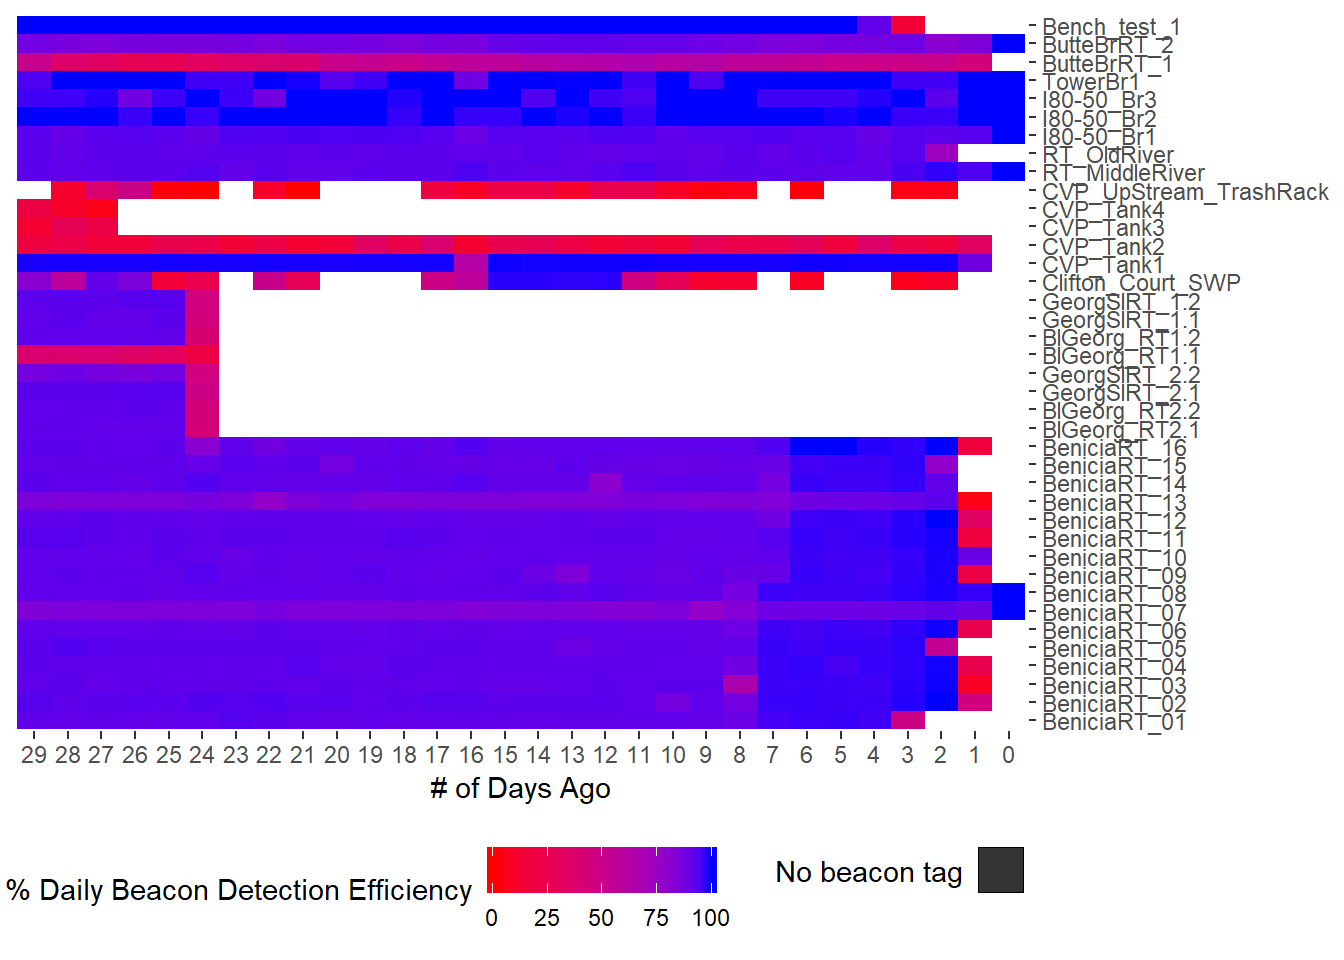 Bench_test_1
ButteBrRT_2
ButteBrRT_1
TowerBr1
I80-50_Br3
I80-50_Br2
I80-50_Br1
RT_OldRiver
RT_MiddleRiver
CVP_UpStream_TrashRack
CVP_Tank4
CVP_Tank3
CVP_Tank2
CVP_Tank1
Clifton_Court_SWP
GeorgSlRT_1.2
GeorgSlRT_1.1
BlGeorg_RT1.2
BlGeorg_RT1.1
GeorgSlRT_2.2
GeorgSlRT_2.1
BlGeorg_RT2.2
BlGeorg_RT2.1
BeniciaRT_16
BeniciaRT_15
BeniciaRT_14
BeniciaRT_13
BeniciaRT_12
BeniciaRT_11
BeniciaRT_10
BeniciaRT_09
BeniciaRT_08
BeniciaRT_07
BeniciaRT_06
BeniciaRT_05
BeniciaRT_04
BeniciaRT_03
BeniciaRT_02
BeniciaRT_01
29 28 27 26 25 24 23 22 21 20 19 18 17 16 15 14 13 12 11 10 9 8 7 6 5 4 3 2 1 0
# of Days Ago
% Daily Beacon Detection Efficiency
0 25 50 75 100
No beacon tag